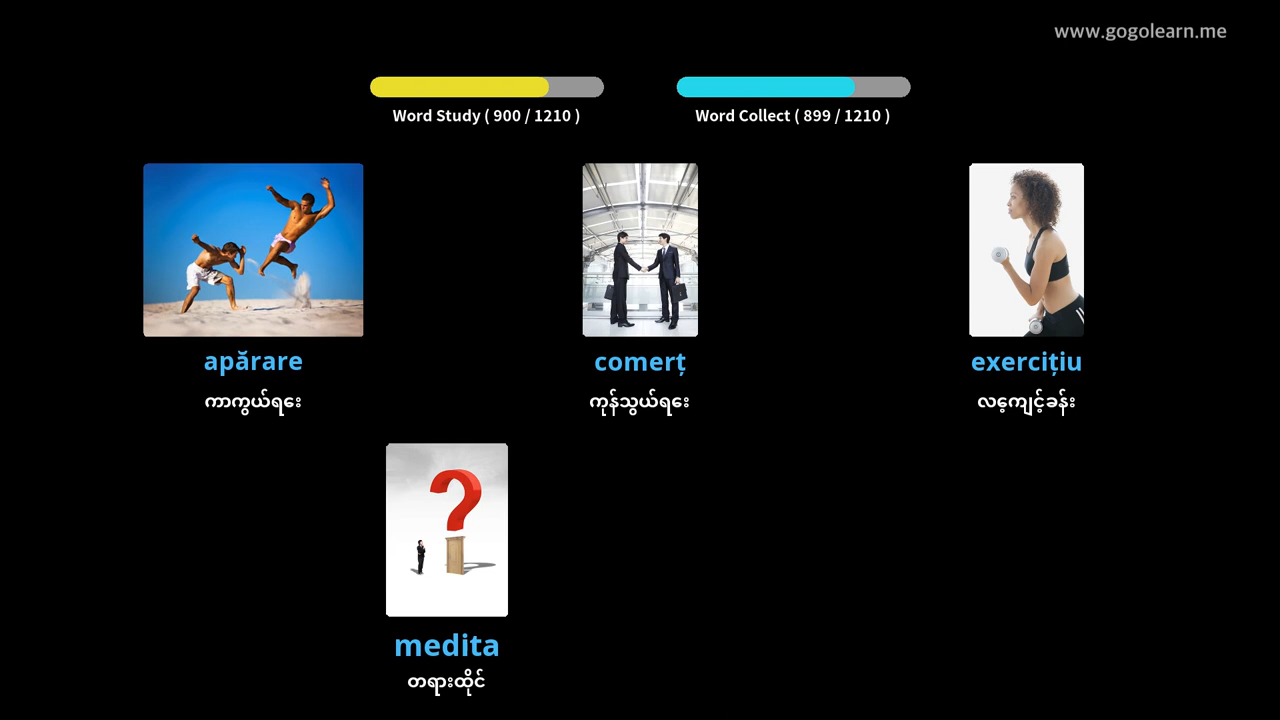 www.gogolearn.me
Word Study ( 900 / 1210 )
Word Collect ( 899 / 1210 )
apărare
comerț
exercițiu
ကာကွယ်ရေး
ကုန်သွယ်ရေး
လေ့ကျင့်ခန်း
medita
တရားထိုင်